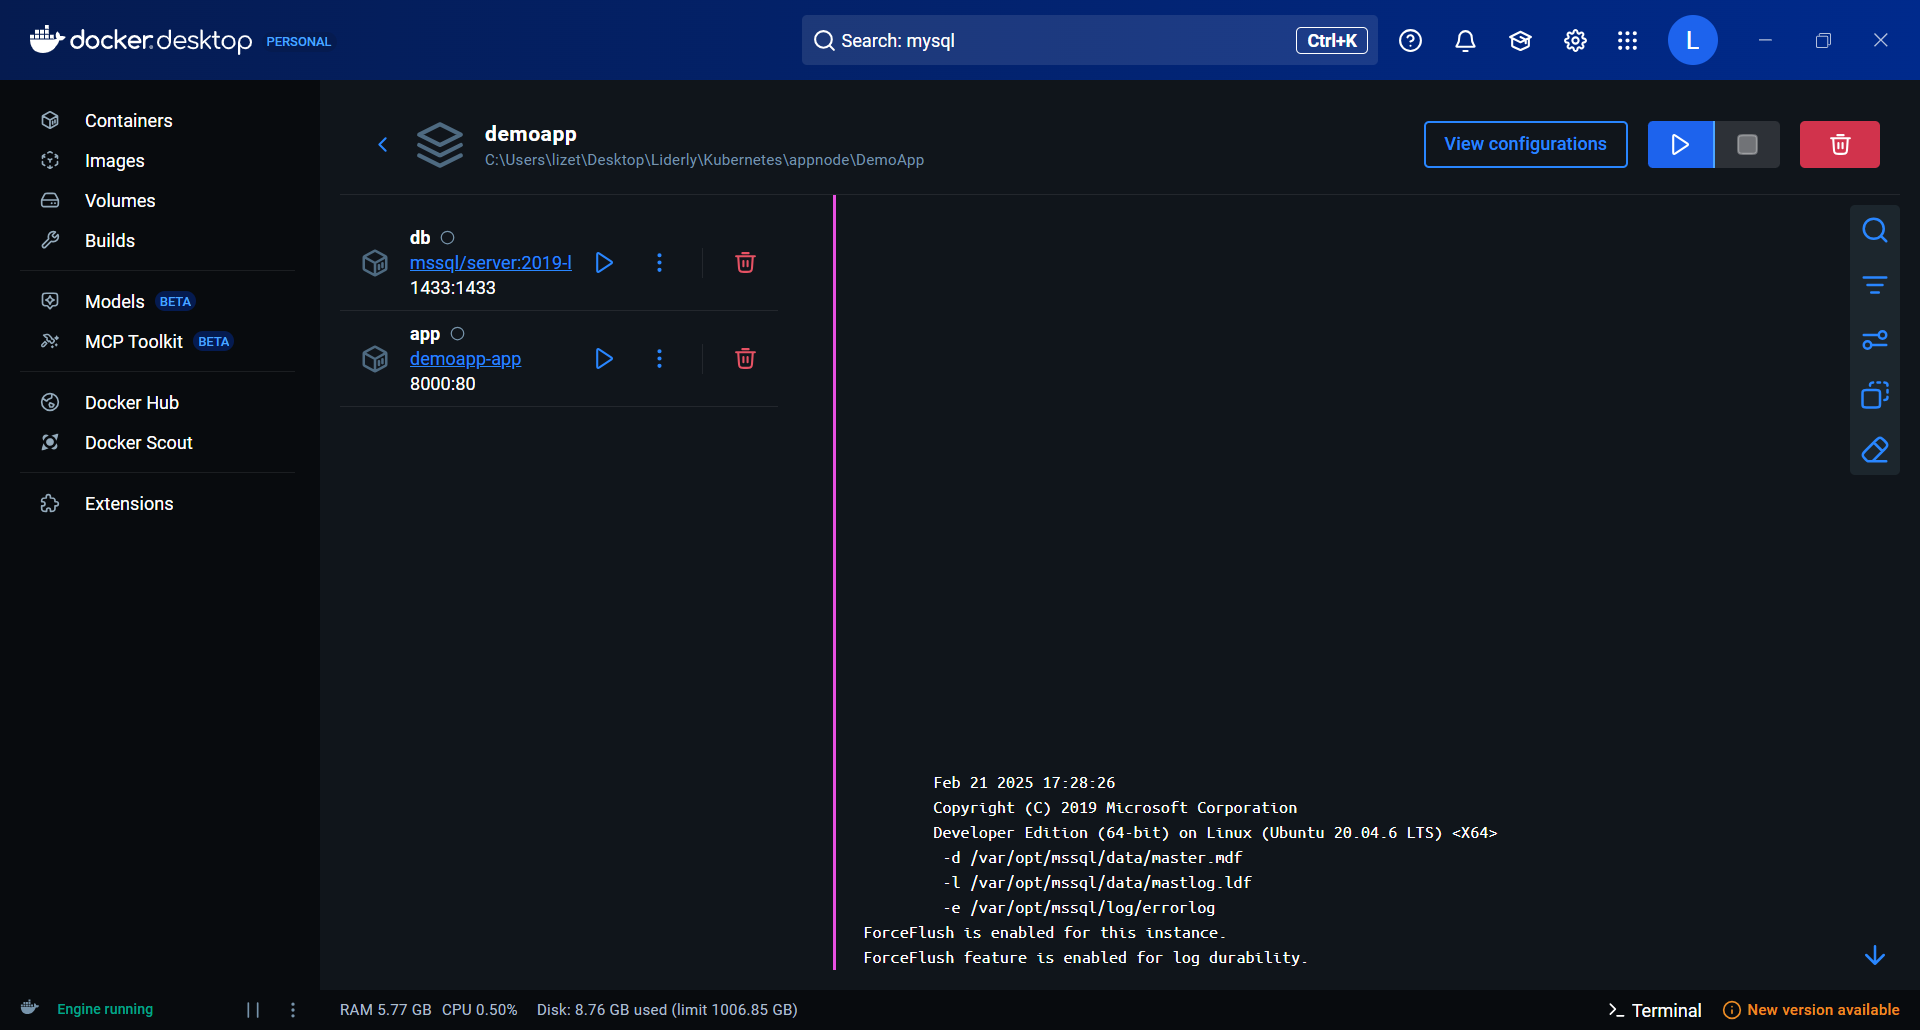 docker.desktop PERSONAL
Search: mysql
Ctrl+K
L
Containers
Images
Volumes
Builds
Models BETA
MCP Toolkit BETA
Docker Hub
Docker Scout
Extensions
demoapp
C:\Users\lizet\Desktop\Liderly\Kubernetes\appnode\DemoApp
View configurations
db
mssql/server:2019-l
1433:1433
app
demoapp-app
8000:80
Feb 21 2025 17:28:26
Copyright (C) 2019 Microsoft Corporation
Developer Edition (64-bit) on Linux (Ubuntu 20.04.6 LTS) <X64>
-d /var/opt/mssql/data/master.mdf
-l /var/opt/mssql/data/mastlog.ldf
-e /var/opt/mssql/log/errorlog
ForceFlush is enabled for this instance.
ForceFlush feature is enabled for log durability.
Engine running
RAM 5.77 GB CPU 0.50% Disk: 8.76 GB used (limit 1006.85 GB)
Terminal
New version available